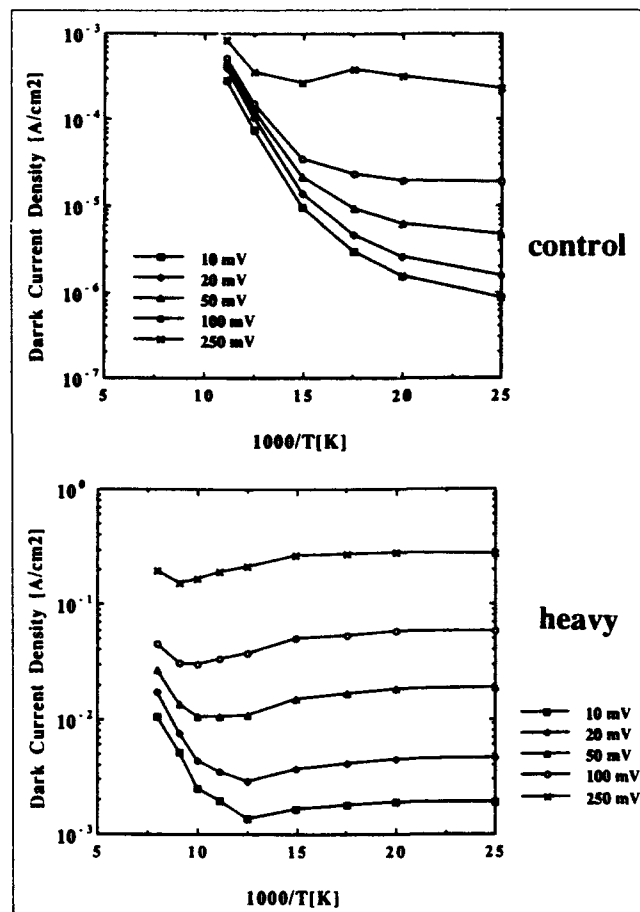 10^-3
10^-4
10^-5
10^-6
10^-7
Darrk Current Density [A/cm2]
10 mV
20 mV
50 mV
100 mV
250 mV
5 10 15 20 25
1000/T[K]
control
10^0
10^-1
10^-2
10^-3
Dark Current Density [A/cm2]
5 10 15 20 25
1000/T[K]
heavy
10 mV
20 mV
50 mV
100 mV
250 mV